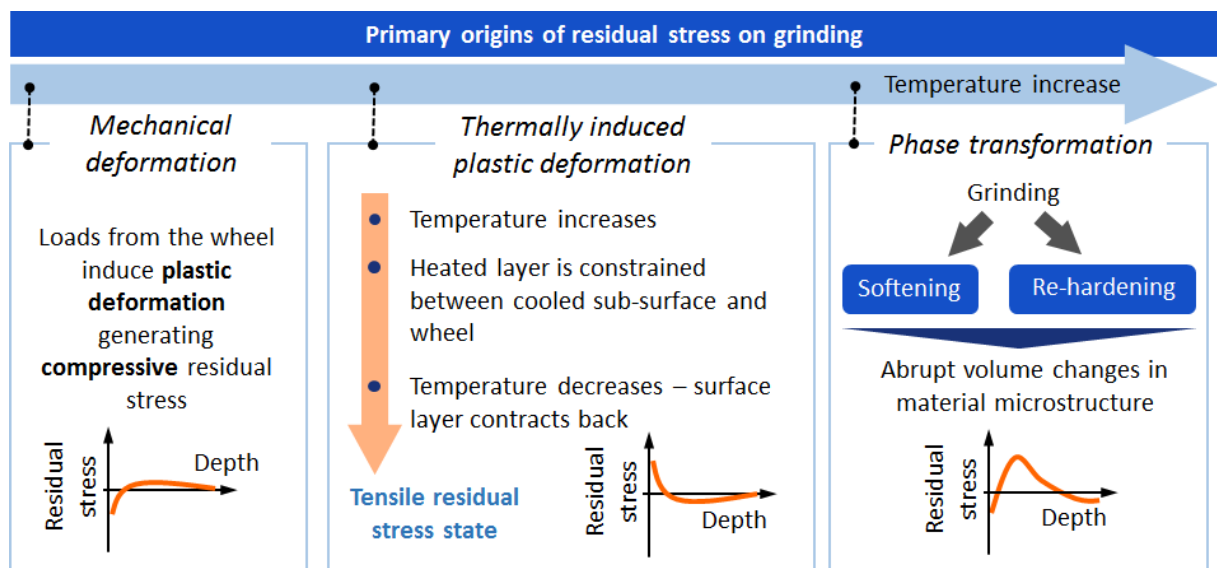 Primary origins of residual stress on grinding
Temperature increase
Mechanical
deformation
Loads from the wheel
induce plastic
deformation
generating
compressive residual
stress
Residual
stress
Depth
Thermally induced
plastic deformation
Temperature increases
Heated layer is constrained
between cooled sub-surface and
wheel
Temperature decreases – surface
layer contracts back
Tensile residual
stress state
Residual
stress
Depth
Phase transformation
Grinding
Softening
Re-hardening
Abrupt volume changes in
material microstructure
Residual
stress
Depth